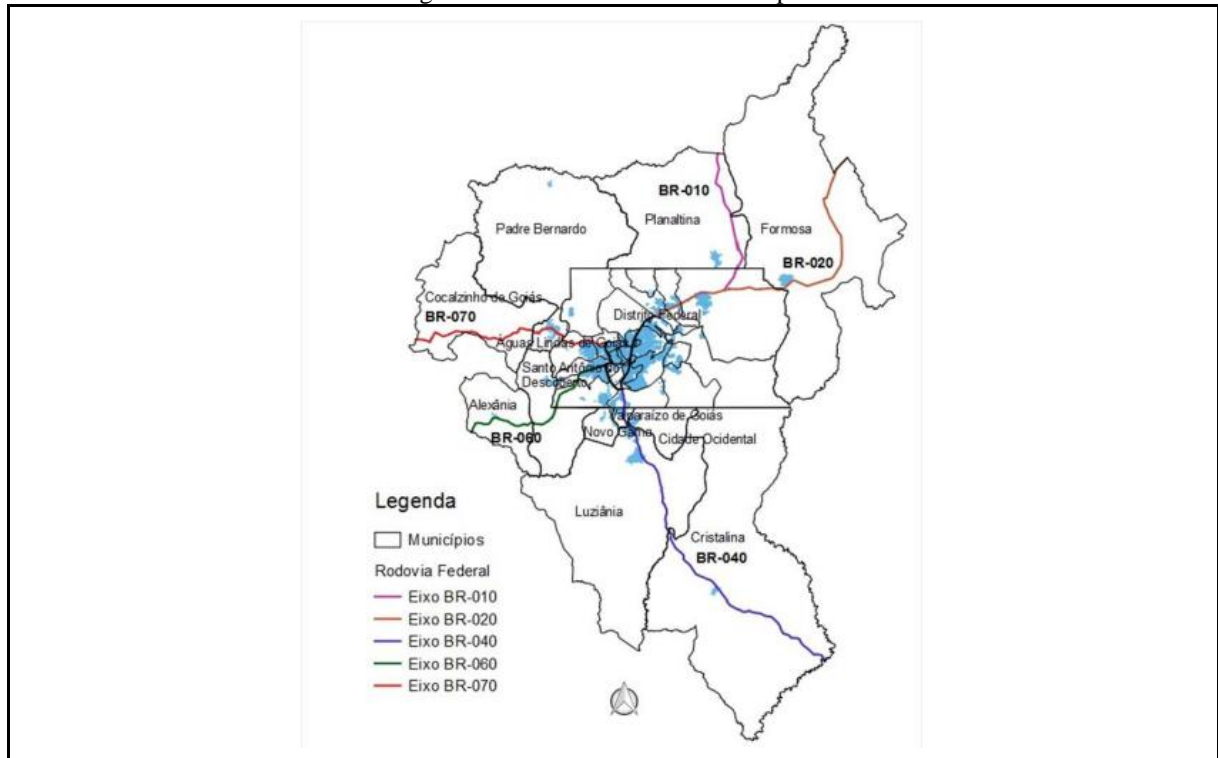 BR-010
Planaltina
Padre Bernardo
Formosa
BR-020
Cocalzinho de Goiás
BR-070
Distrito Federal
Águas Lindas de Goiás
Santo Antônio do
Descoberto
Alexânia
BR-060
Valparaízo de Goiás
Novo Gama
Cidade Ocidental
Luziânia
Cristalina
BR-040
Legenda
Municípios
Rodovia Federal
Eixo BR-010
Eixo BR-020
Eixo BR-040
Eixo BR-060
Eixo BR-070